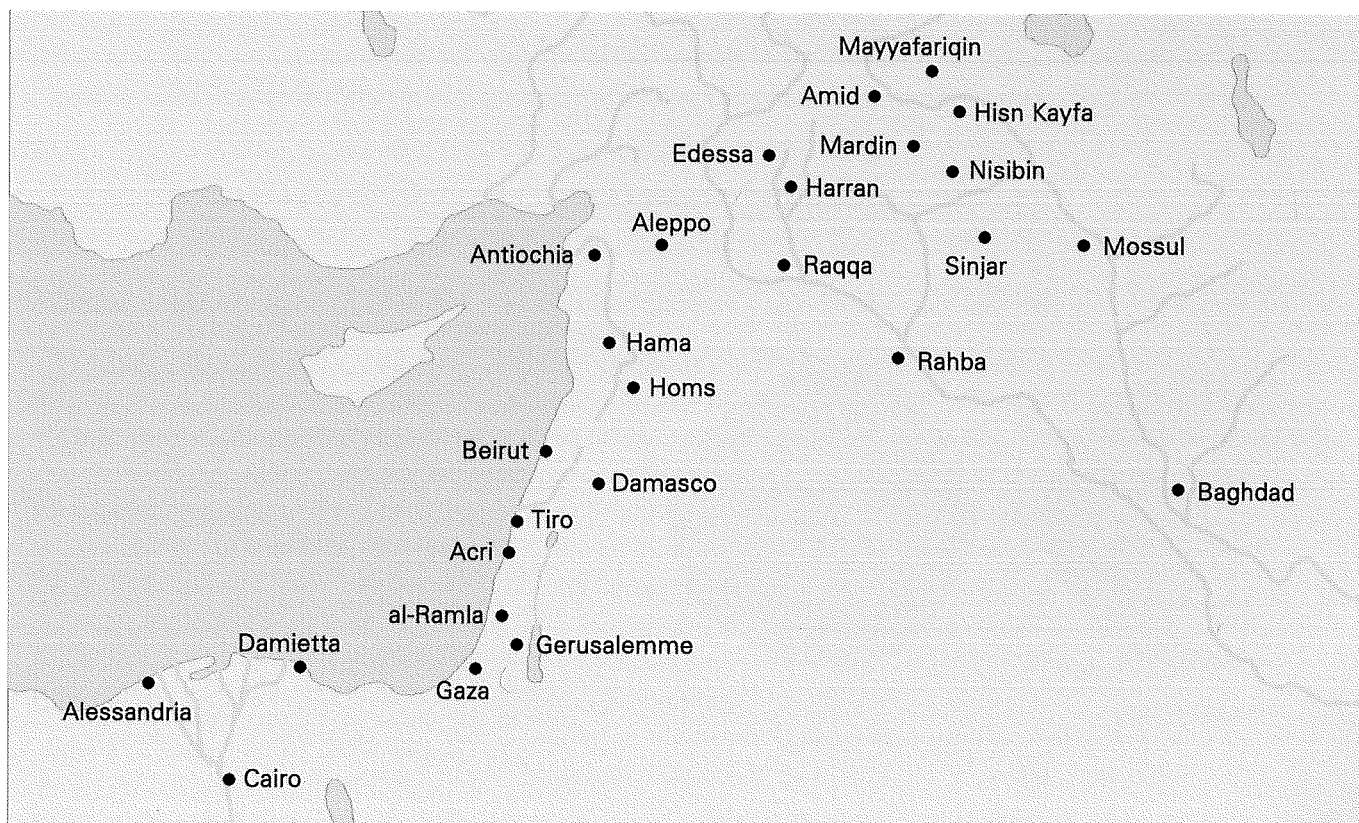 Mayyafariqin
Amid
Hisn Kayfa
Mardin
Edessa
Nisibin
Harran
Aleppo
Antiochia
Raqqa
Sinjar
Mossul
Hama
Rahba
Homs
Beirut
Damasco
Baghdad
Tiro
Acri
al-Ramla
Damietta
Gerusalemme
Gaza
Alessandria
Cairo